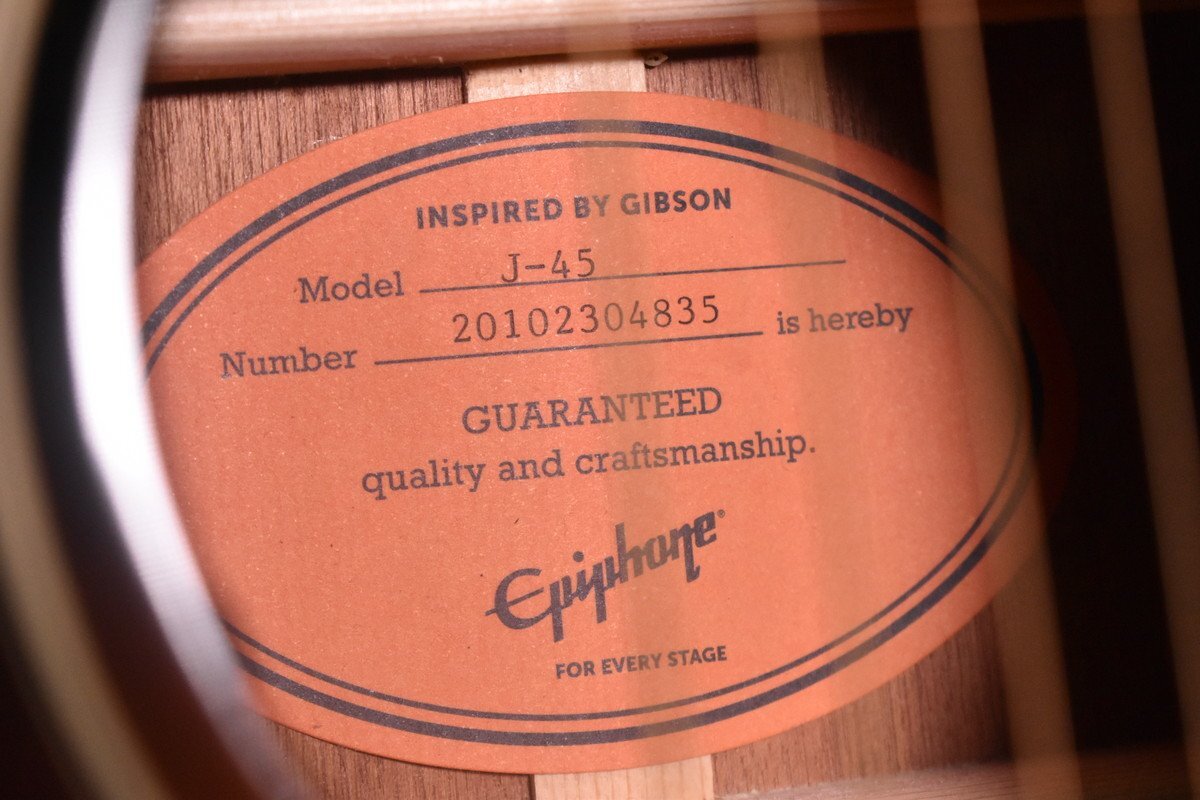 INSPIRED BY GIBSON
Model J-45
Number 20102304835 is hereby
GUARANTEED
quality and craftsmanship.
Epiphone®
FOR EVERY STAGE